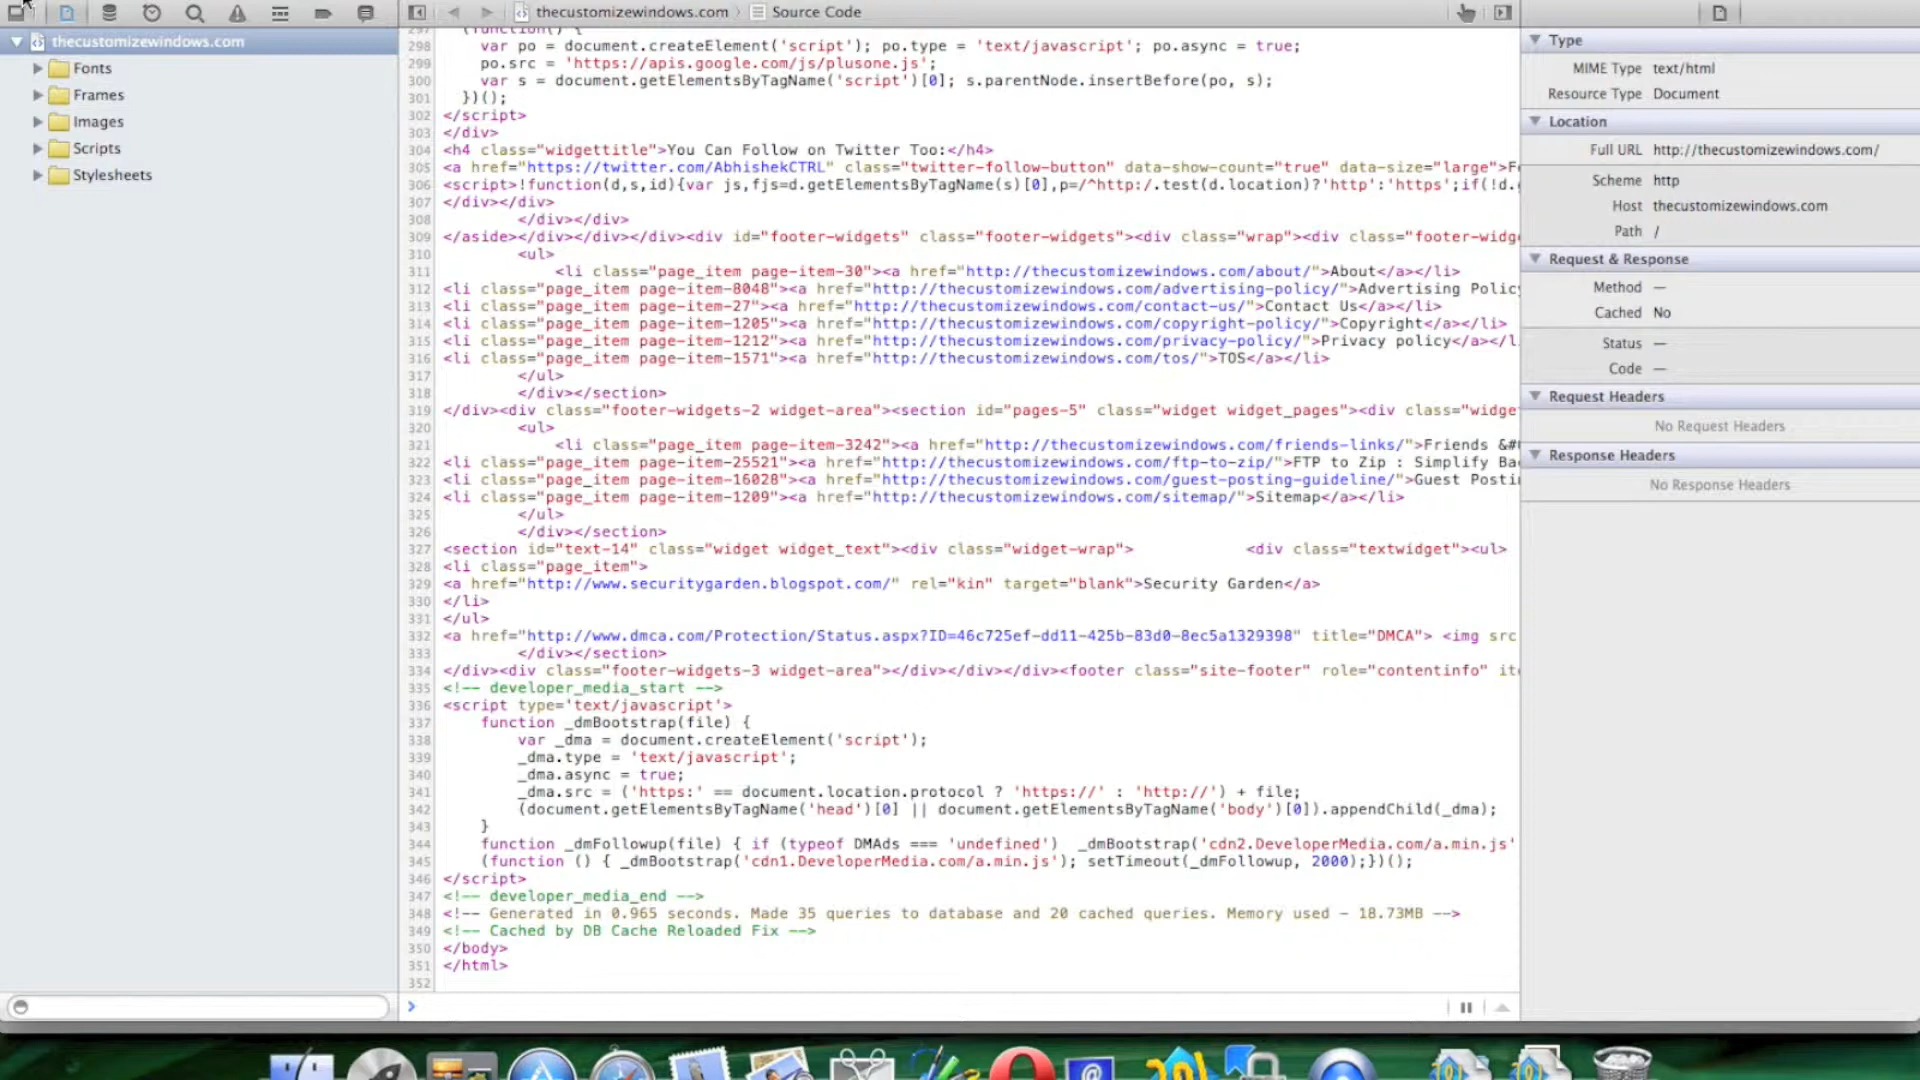 thecustomizewindows.com
Source Code
thecustomizewindows.com
Fonts
Frames
Images
Scripts
Stylesheets
297 (function() {
298 var po = document.createElement('script'); po.type = 'text/javascript'; po.async = true;
299 po.src = 'https://apis.google.com/js/plusone.js';
300 var s = document.getElementsByTagName('script')[0]; s.parentNode.insertBefore(po, s);
301 })();
302 </script>
303 </div>
304 <h4 class="widgettitle">You Can Follow on Twitter Too:</h4>
305 <a href="https://twitter.com/AbhishekCTRL" class="twitter-follow-button" data-show-count="true" data-size="large">F
306 <script>!function(d,s,id){var js,fjs=d.getElementsByTagName(s)[0],p=/^http:/.test(d.location)?'http':'https';if(!d.
307 </div></div>
308 </div></div>
309 </aside></div></div></div><div id="footer-widgets" class="footer-widgets"><div class="wrap"><div class="footer-widg
310 <ul>
311 <li class="page_item page-item-30"><a href="http://thecustomizewindows.com/about/">About</a></li>
312 <li class="page_item page-item-8048"><a href="http://thecustomizewindows.com/advertising-policy/">Advertising Policy
313 <li class="page_item page-item-27"><a href="http://thecustomizewindows.com/contact-us/">Contact Us</a></li>
314 <li class="page_item page-item-1205"><a href="http://thecustomizewindows.com/copyright-policy/">Copyright</a></li>
315 <li class="page_item page-item-1212"><a href="http://thecustomizewindows.com/privacy-policy/">Privacy policy</a></l
316 <li class="page_item page-item-1571"><a href="http://thecustomizewindows.com/tos/">TOS</a></li>
317 </ul>
318 </div></section>
319 </div><div class="footer-widgets-2 widget-area"><section id="pages-5" class="widget widget_pages"><div class="widge
320 <ul>
321 <li class="page_item page-item-3242"><a href="http://thecustomizewindows.com/friends-links/">Friends &#
322 <li class="page_item page-item-25521"><a href="http://thecustomizewindows.com/ftp-to-zip/">FTP to Zip : Simplify Ba
323 <li class="page_item page-item-16028"><a href="http://thecustomizewindows.com/guest-posting-guideline/">Guest Posti
324 <li class="page_item page-item-1209"><a href="http://thecustomizewindows.com/sitemap/">Sitemap</a></li>
325 </ul>
326 </div></section>
327 <section id="text-14" class="widget widget_text"><div class="widget-wrap"> <div class="textwidget"><ul>
328 <li class="page_item">
329 <a href="http://www.securitygarden.blogspot.com/" rel="kin" target="blank">Security Garden</a>
330 </li>
331 </ul>
332 <a href="http://www.dmca.com/Protection/Status.aspx?ID=46c725ef-dd11-425b-83d0-8ec5a1329398" title="DMCA"> <img src
333 </div></section>
334 </div><div class="footer-widgets-3 widget-area"></div></div></div><footer class="site-footer" role="contentinfo" it
335 <!-- developer_media_start -->
336 <script type='text/javascript'>
337 function _dmBootstrap(file) {
338 var _dma = document.createElement('script');
339 _dma.type = 'text/javascript';
340 _dma.async = true;
341 _dma.src = ('https:' == document.location.protocol ? 'https://' : 'http://') + file;
342 (document.getElementsByTagName('head')[0] || document.getElementsByTagName('body')[0]).appendChild(_dma);
343 }
344 function _dmFollowup(file) { if (typeof DMAds === 'undefined') _dmBootstrap('cdn2.DeveloperMedia.com/a.min.js'
345 (function () { _dmBootstrap('cdn1.DeveloperMedia.com/a.min.js'); setTimeout(_dmFollowup, 2000);})();
346 </script>
347 <!-- developer_media_end -->
348 <!-- Generated in 0.965 seconds. Made 35 queries to database and 20 cached queries. Memory used - 18.73MB -->
349 <!-- Cached by DB Cache Reloaded Fix -->
350 </body>
351 </html>
352
Type
MIME Type text/html
Resource Type Document
Location
Full URL http://thecustomizewindows.com/
Scheme http
Host thecustomizewindows.com
Path /
Request & Response
Method —
Cached No
Status —
Code —
Request Headers
No Request Headers
Response Headers
No Response Headers